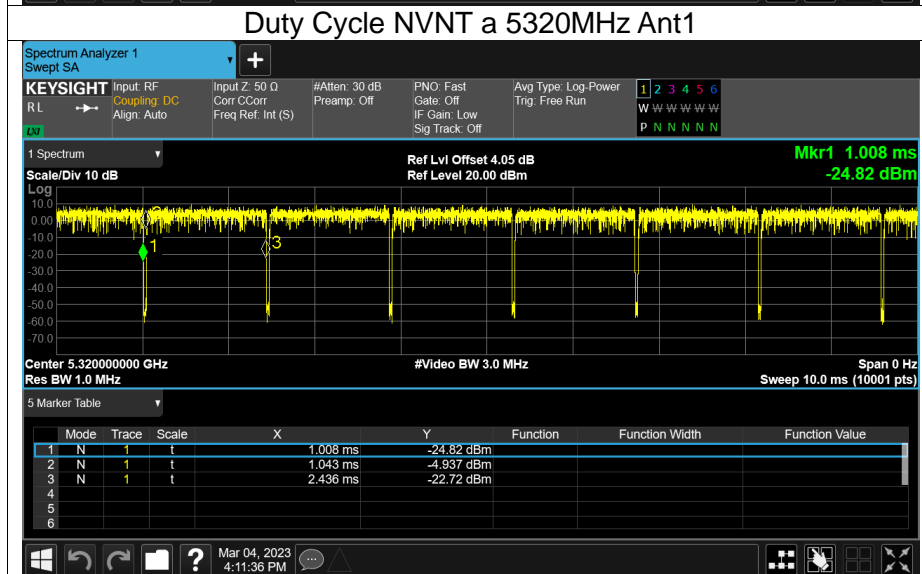 Duty Cycle NVNT a 5320MHz Ant1
Spectrum Analyzer 1
Swept SA
KEYSIGHT Input: RF Input Z: 50 Ω #Atten: 30 dB PNO: Fast Avg Type: Log-Power 1 2 3 4 5 6
R L Coupling: DC Corr CCorr Preamp: Off Gate: Off Trig: Free Run W W W W W W
Align: Auto Freq Ref: Int (S) IF Gain: Low
LXI Sig Track: Off P N N N N N
1 Spectrum Ref Lvl Offset 4.05 dB Mkr1 1.008 ms
Scale/Div 10 dB Ref Level 20.00 dBm -24.82 dBm
Log
10.0
0.00
-10.0
1 3
-20.0
-30.0
-40.0
-50.0
-60.0
-70.0
Center 5.320000000 GHz #Video BW 3.0 MHz Span 0 Hz
Res BW 1.0 MHz Sweep 10.0 ms (10001 pts)
5 Marker Table
Mode Trace Scale X Y Function Function Width Function Value
1 N 1 t 1.008 ms -24.82 dBm
2 N 1 t 1.043 ms -4.937 dBm
3 N 1 t 2.436 ms -22.72 dBm
4
5
6
? Mar 04, 2023
4:11:36 PM